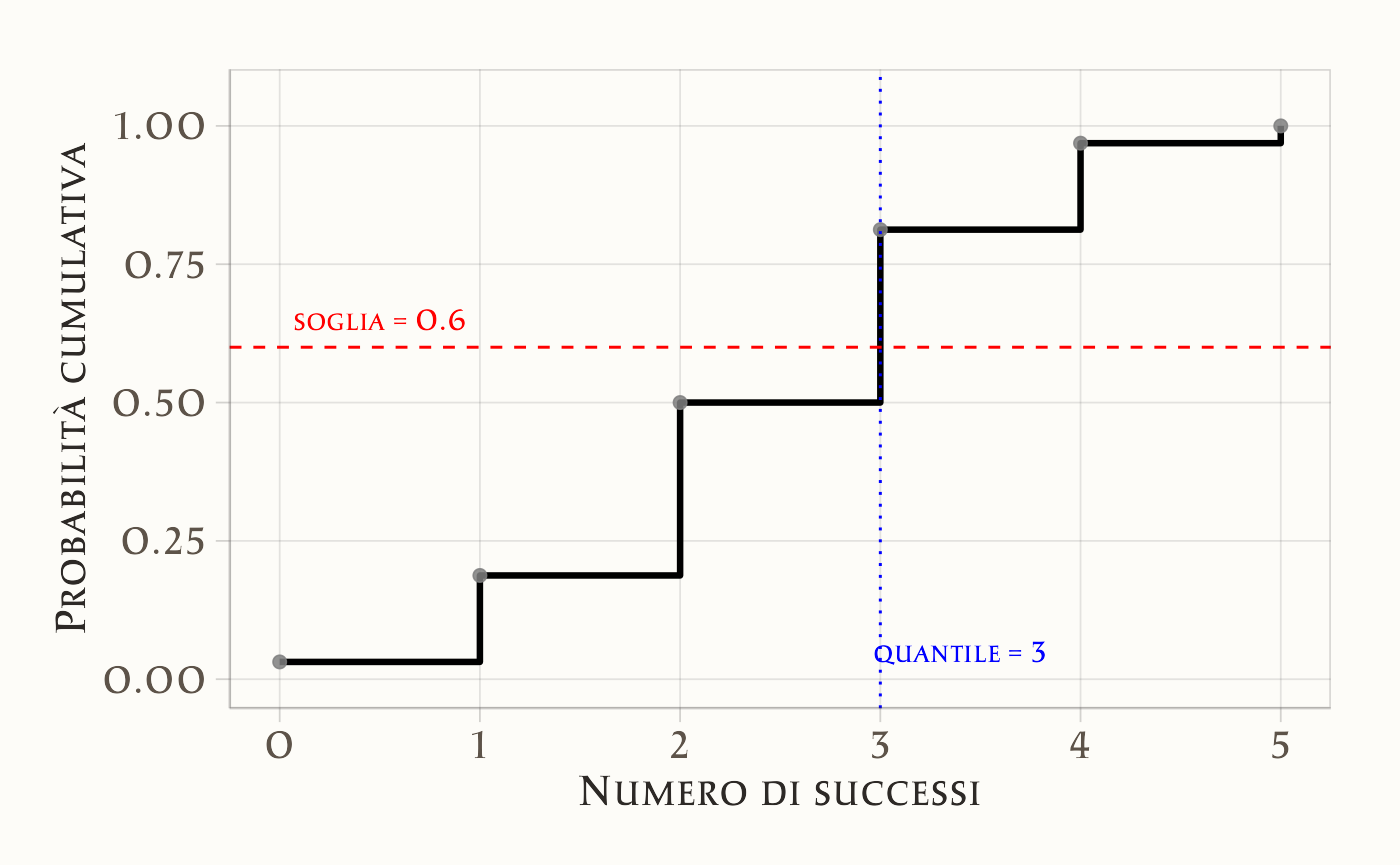 1.00
0.75
SOGLIA = 0.6
0.50
0.25
QUANTILE = 3
0.00
0 1 2 3 4 5
NUMERO DI SUCCESSI
PROBABILITÀ CUMULATIVA